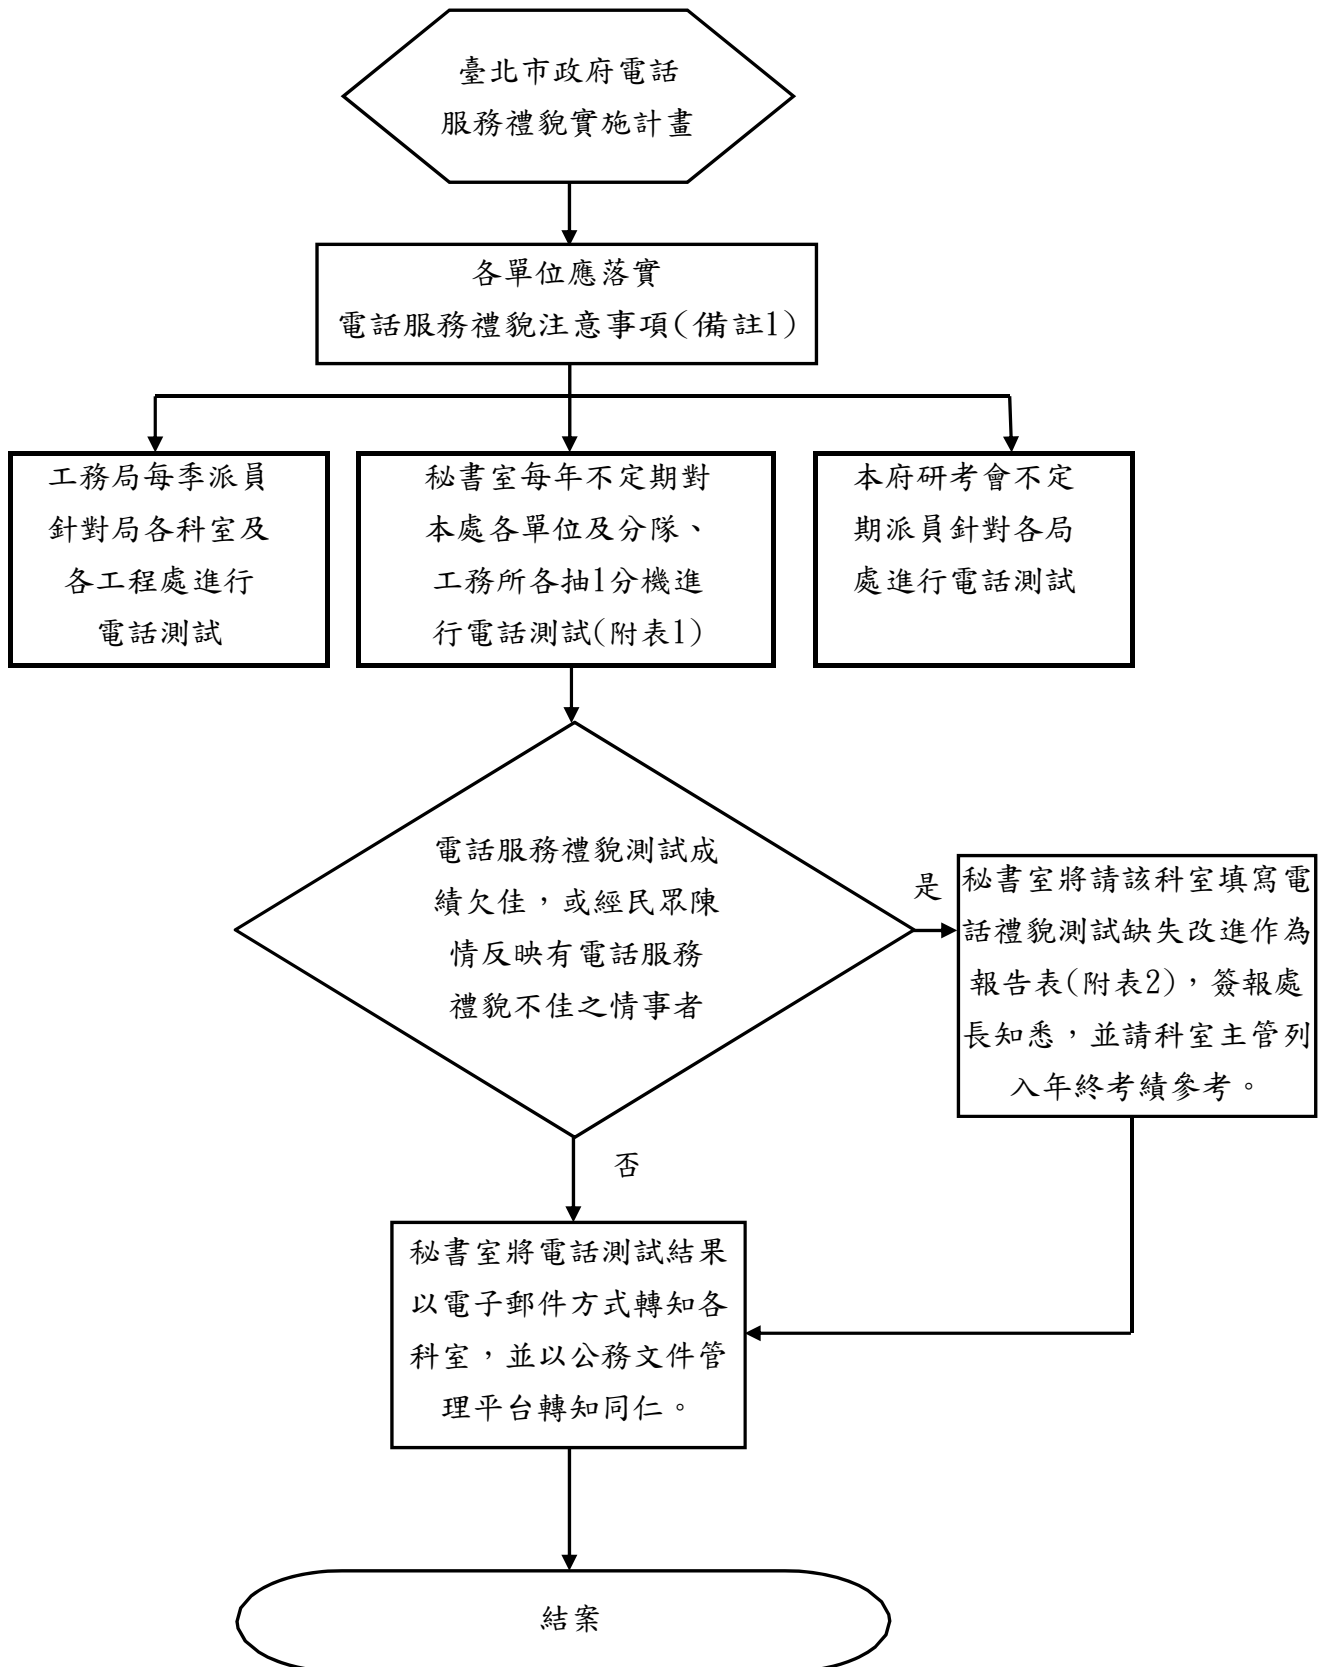 臺北市政府電話
服務禮貌實施計畫
各單位應落實
電話服務禮貌注意事項(備註1)
工務局每季派員
針對局各科室及
各工程處進行
電話測試
秘書室每年不定期對
本處各單位及分隊、
工務所各抽1分機進
行電話測試(附表1)
本府研考會不定
期派員針對各局
處進行電話測試
電話服務禮貌測試成
績欠佳，或經民眾陳
情反映有電話服務
禮貌不佳之情事者
是
秘書室將請該科室填寫電
話禮貌測試缺失改進作為
報告表(附表2)，簽報處
長知悉，並請科室主管列
入年終考績參考。
否
秘書室將電話測試結果
以電子郵件方式轉知各
科室，並以公務文件管
理平台轉知同仁。
結案